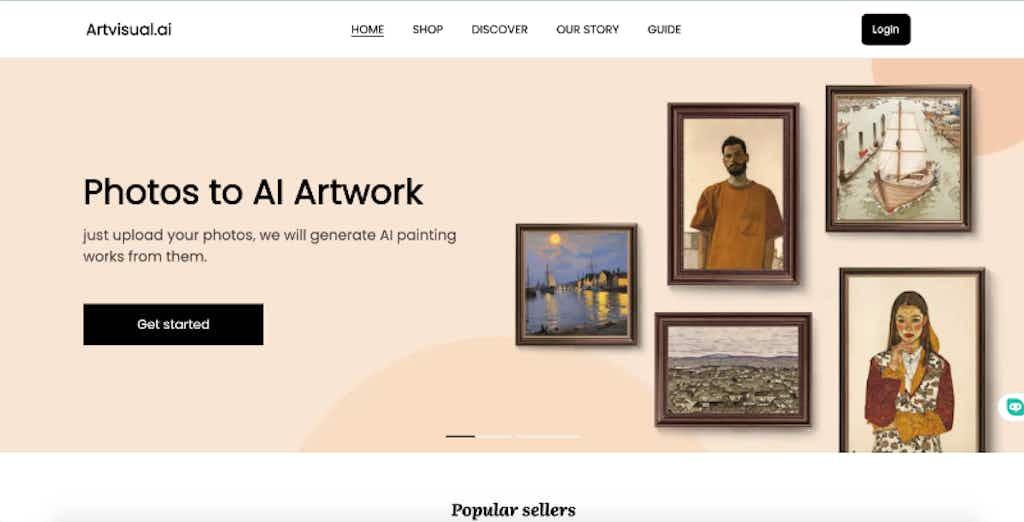 Artvisual.ai
HOME SHOP DISCOVER OUR STORY GUIDE
Login
Photos to AI Artwork
just upload your photos, we will generate AI painting
works from them.
Get started
Popular sellers